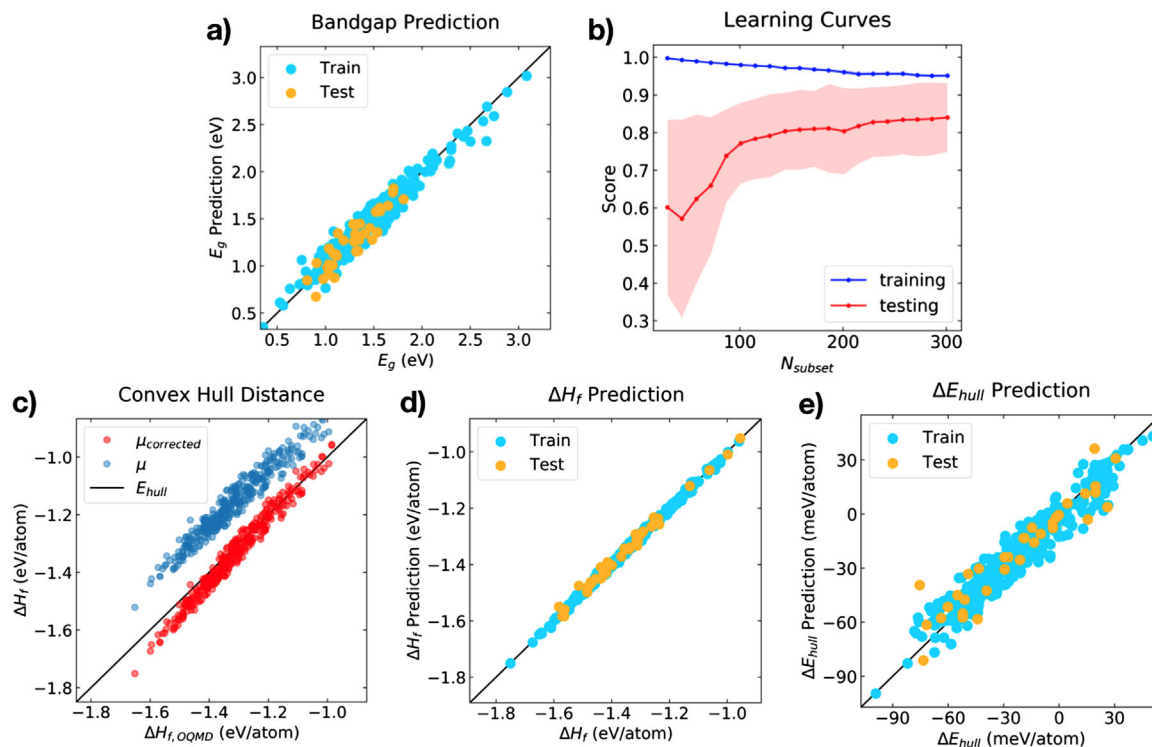 a)
Bandgap Prediction
Train
Test
3.0
2.5
2.0
1.5
1.0
0.5
E_g Prediction (eV)
0.5 1.0 1.5 2.0 2.5 3.0
E_g (eV)
b)
Learning Curves
1.0
0.9
0.8
0.7
0.6
0.5
0.4
0.3
Score
training
testing
100 200 300
N_subset
c)
Convex Hull Distance
μ_corrected
μ
E_hull
−1.0
−1.2
−1.4
−1.6
−1.8
ΔH_f (eV/atom)
−1.8 −1.6 −1.4 −1.2 −1.0
ΔH_f,OQMD (eV/atom)
d)
ΔH_f Prediction
Train
Test
−1.0
−1.2
−1.4
−1.6
−1.8
ΔH_f Prediction (eV/atom)
−1.8 −1.6 −1.4 −1.2 −1.0
ΔH_f (eV/atom)
e)
ΔE_hull Prediction
Train
Test
30
0
−30
−60
−90
ΔE_hull Prediction (meV/atom)
−90 −60 −30 0 30
ΔE_hull (meV/atom)